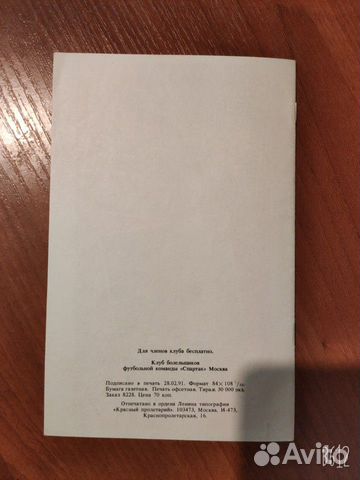 Для членов клуба бесплатно.
Клуб болельщиков
футбольной команды «Спартак» Москва
Подписано в печать 28.02.91. Формат 84×108 1/32
Бумага газетная. Печать офсетная. Тираж 30 000 экз.
Заказ 8228. Цена 70 коп.
Отпечатано в ордена Ленина типографии
«Красный пролетарий». 103473, Москва, И-473,
Краснопролетарская, 16.
Avito